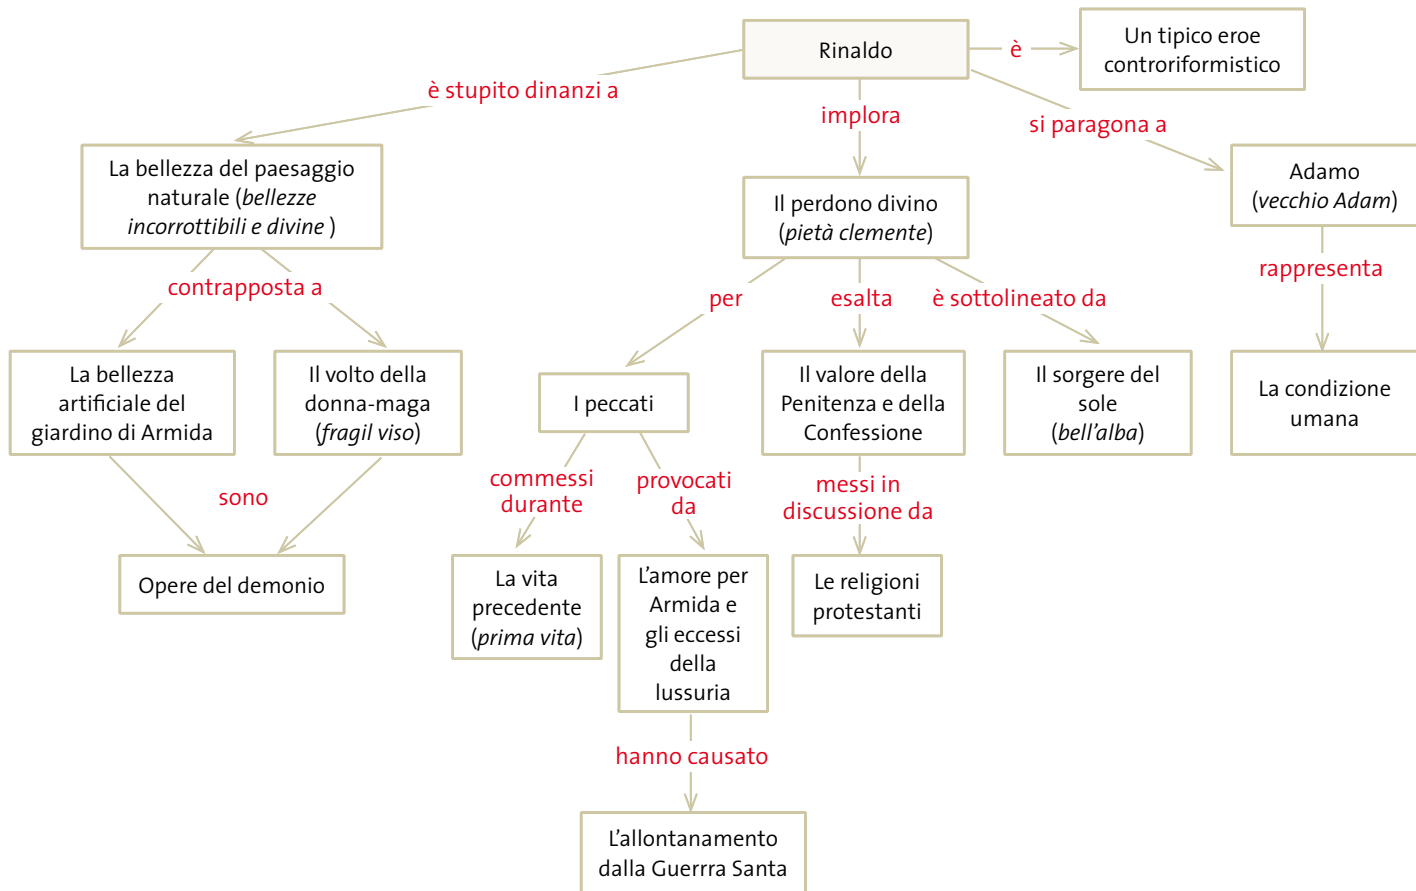 Rinaldo
è
Un tipico eroe
controriformistico
è stupito dinanzi a
implora
si paragona a
La bellezza del paesaggio
naturale (bellezze
incorrottibili e divine )
Il perdono divino
(pietà clemente)
Adamo
(vecchio Adam)
contrapposta a
per
esalta
è sottolineato da
rappresenta
La bellezza
artificiale del
giardino di Armida
Il volto della
donna-maga
(fragil viso)
I peccati
Il valore della
Penitenza e della
Confessione
Il sorgere del
sole
(bell’alba)
La condizione
umana
sono
commessi
durante
provocati
da
messi in
discussione da
Opere del demonio
La vita
precedente
(prima vita)
L’amore per
Armida e
gli eccessi
della
lussuria
Le religioni
protestanti
hanno causato
L’allontanamento
dalla Guerrra Santa